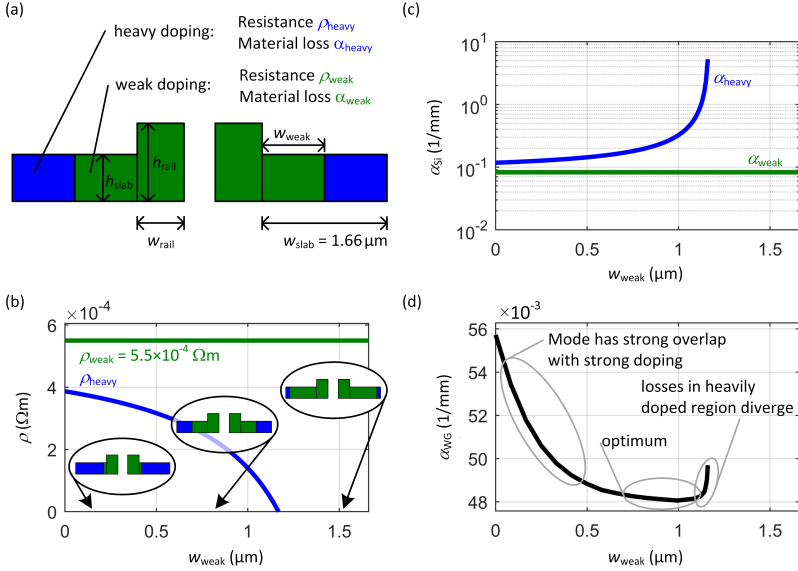 (a)
heavy doping:
Resistance ρheavy
Material loss αheavy
weak doping:
Resistance ρweak
Material loss αweak
wweak
hslab
hrail
wrail
wslab = 1.66 µm
(b)
×10⁻⁴
6
4
2
0
ρ (Ωm)
ρweak = 5.5×10⁻⁴ Ωm
ρheavy
0
0.5
1
1.5
wweak (µm)
(c)
10¹
10⁰
10⁻¹
10⁻²
αSi (1/mm)
αheavy
αweak
0
0.5
1
1.5
wweak (µm)
(d)
×10⁻³
56
54
52
50
48
αWG (1/mm)
Mode has strong overlap
with strong doping
losses in heavily
doped region diverge
optimum
0
0.5
1
1.5
wweak (µm)